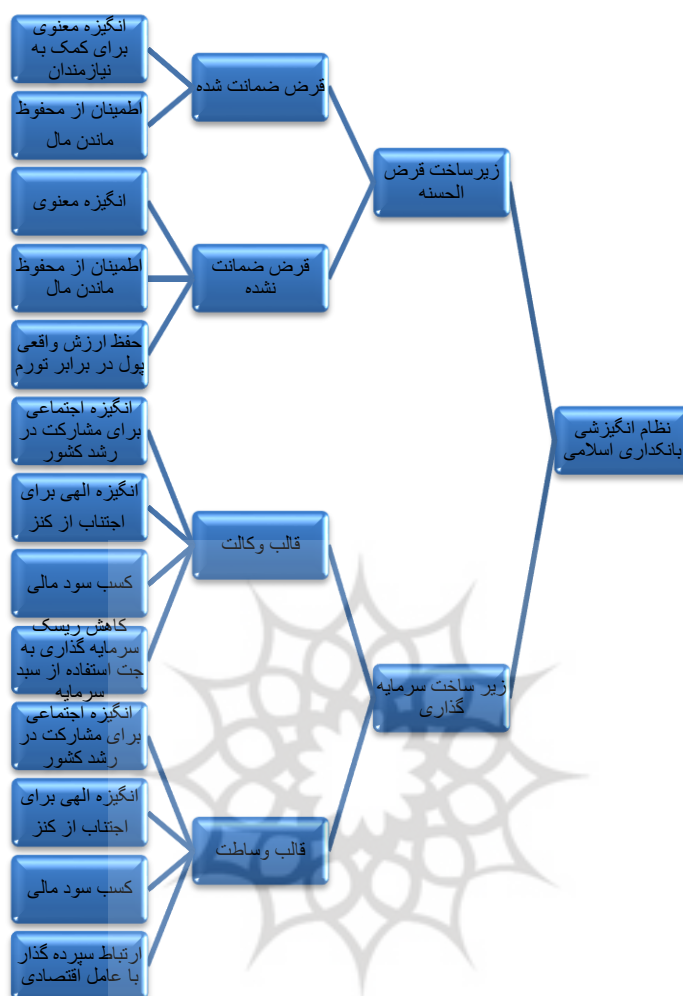 نظام انگیزشی
بانکداری اسلامی
زیرساخت قرض
الحسنه
قرض ضمانت شده
انگیزه معنوی
برای کمک به
نیازمندان
اطمینان از محفوظ
ماندن مال
قرض ضمانت
نشده
انگیزه معنوی
اطمینان از محفوظ
ماندن مال
حفظ ارزش واقعی
پول در برابر تورم
زیر ساخت سرمایه
گذاری
قالب وکالت
انگیزه اجتماعی
برای مشارکت در
رشد کشور
انگیزه الهی برای
اجتناب از کنز
کسب سود مالی
کاهش ریسک
سرمایه گذاری به
جت استفاده از سبد
سرمایه
قالب وساطت
انگیزه اجتماعی
برای مشارکت در
رشد کشور
انگیزه الهی برای
اجتناب از کنز
کسب سود مالی
ارتباط سپرده گذار
با عامل اقتصادی